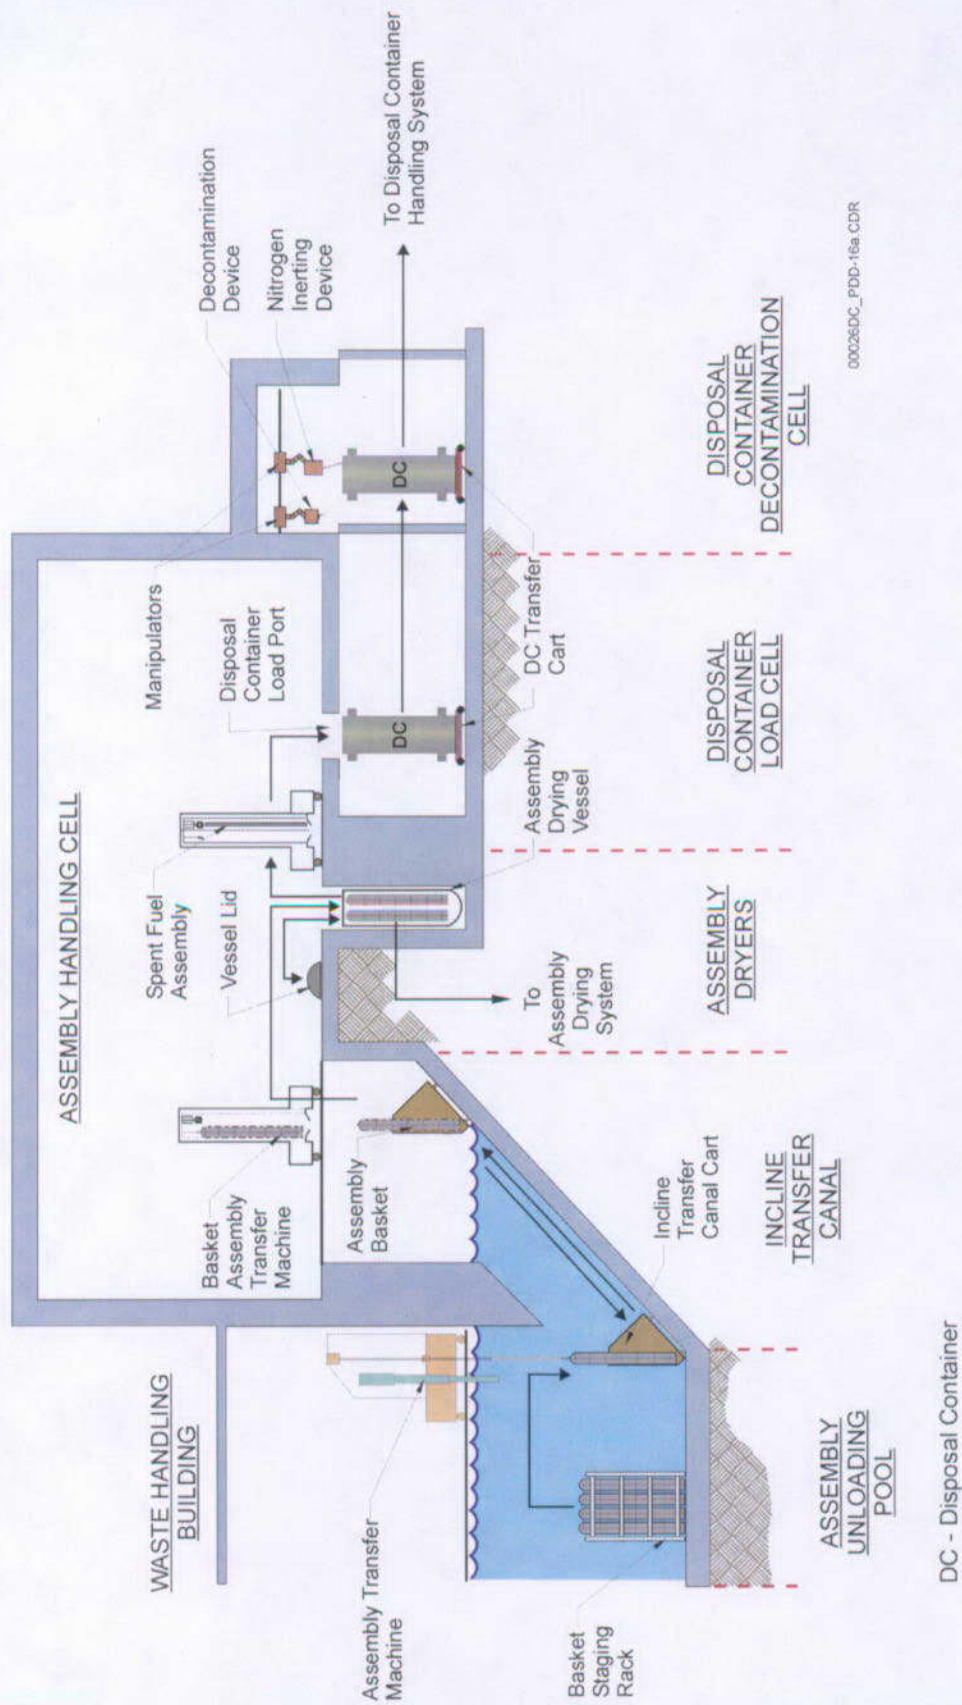 WASTE HANDLING
BUILDING
ASSEMBLY HANDLING CELL
Assembly Transfer
Machine
Basket
Assembly
Transfer
Machine
Spent Fuel
Assembly
Vessel Lid
Manipulators
Disposal
Container
Load Port
Decontamination
Device
Nitrogen
Inerting
Device
To Disposal Container
Handling System
Assembly
Basket
DC
DC
Basket
Staging
Rack
Incline
Transfer
Canal Cart
To
Assembly
Drying
System
Assembly
Drying
Vessel
DC Transfer
Cart
ASSEMBLY
UNLOADING
POOL
INCLINE
TRANSFER
CANAL
ASSEMBLY
DRYERS
DISPOSAL
CONTAINER
LOAD CELL
DISPOSAL
CONTAINER
DECONTAMINATION
CELL
00026DC_PDD-16a.CDR
DC - Disposal Container